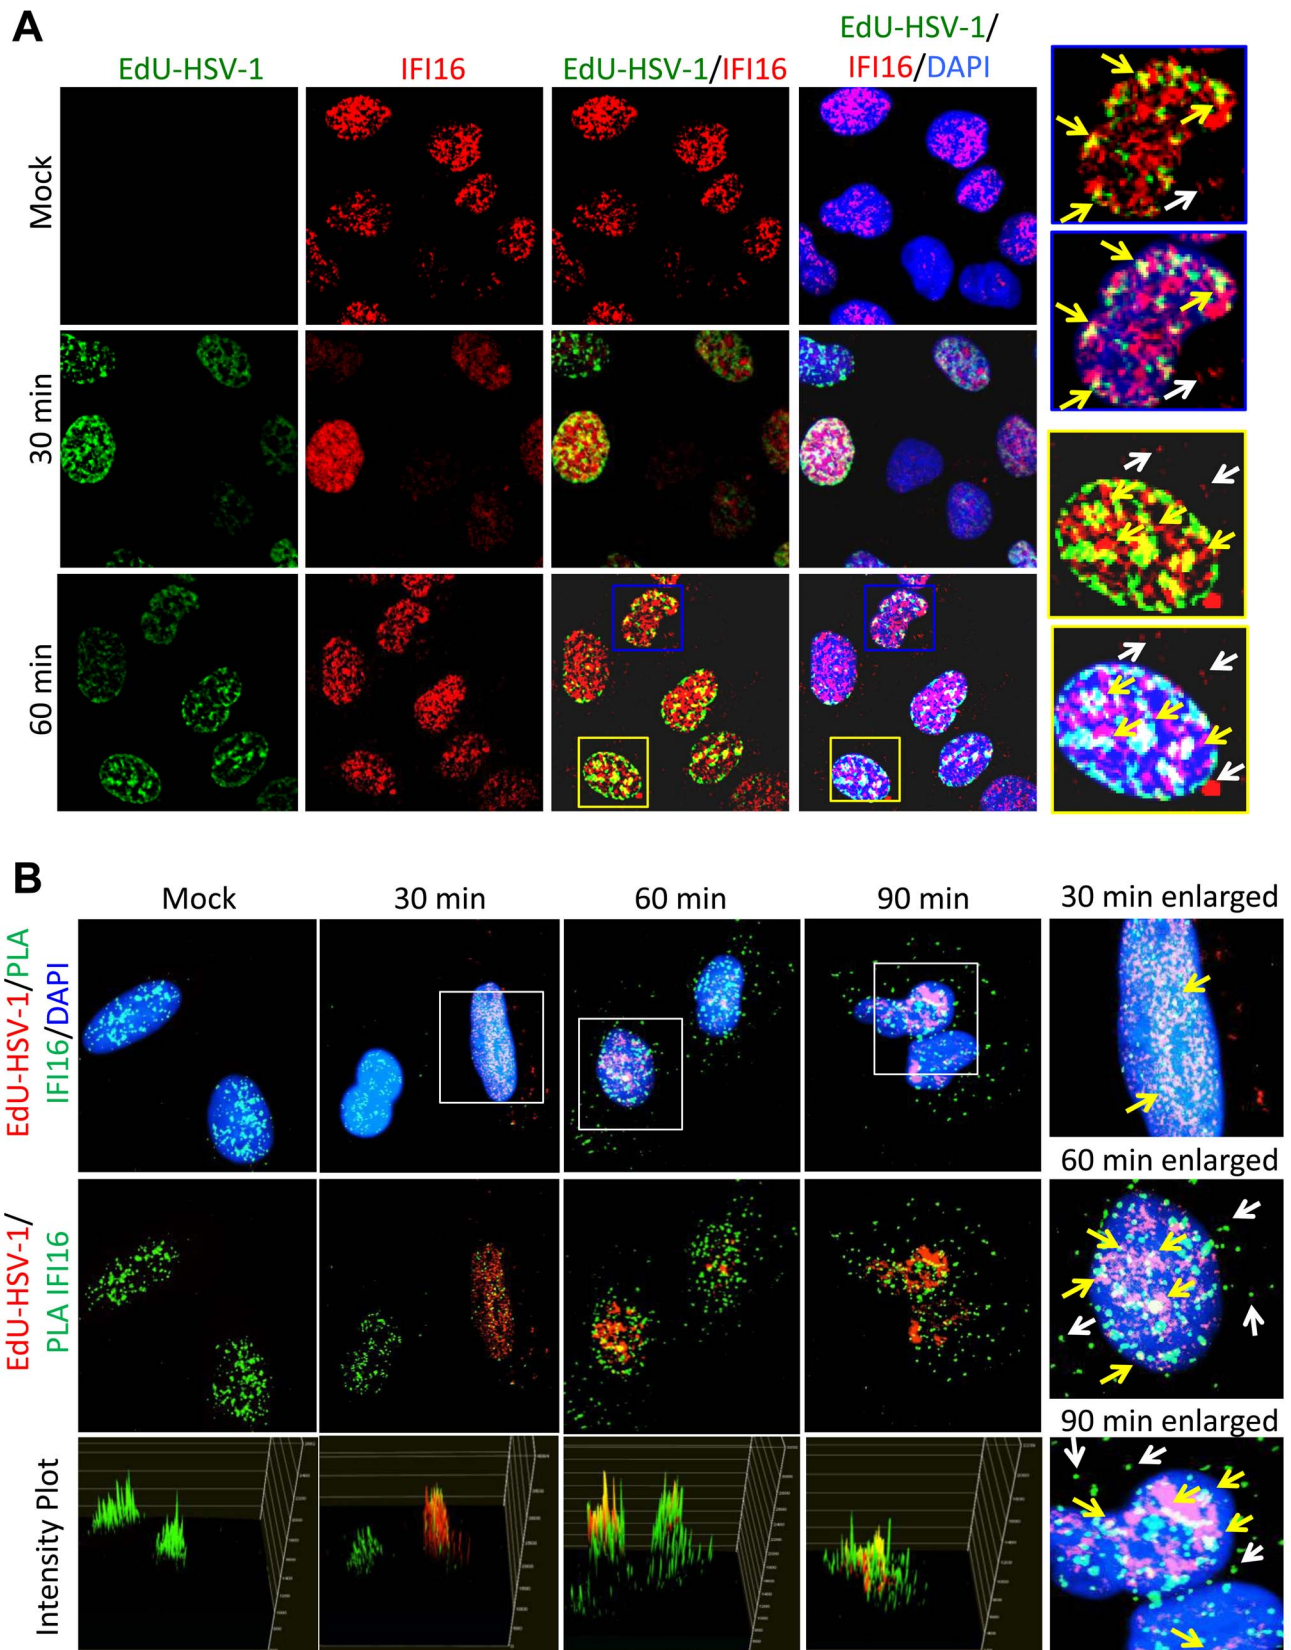 A
EdU-HSV-1
IFI16
EdU-HSV-1/IFI16
EdU-HSV-1/
IFI16/DAPI
Mock
30 min
60 min
B
Mock
30 min
60 min
90 min
30 min enlarged
EdU-HSV-1/PLA
IFI16/DAPI
60 min enlarged
EdU-HSV-1/
PLA IFI16
90 min enlarged
Intensity Plot